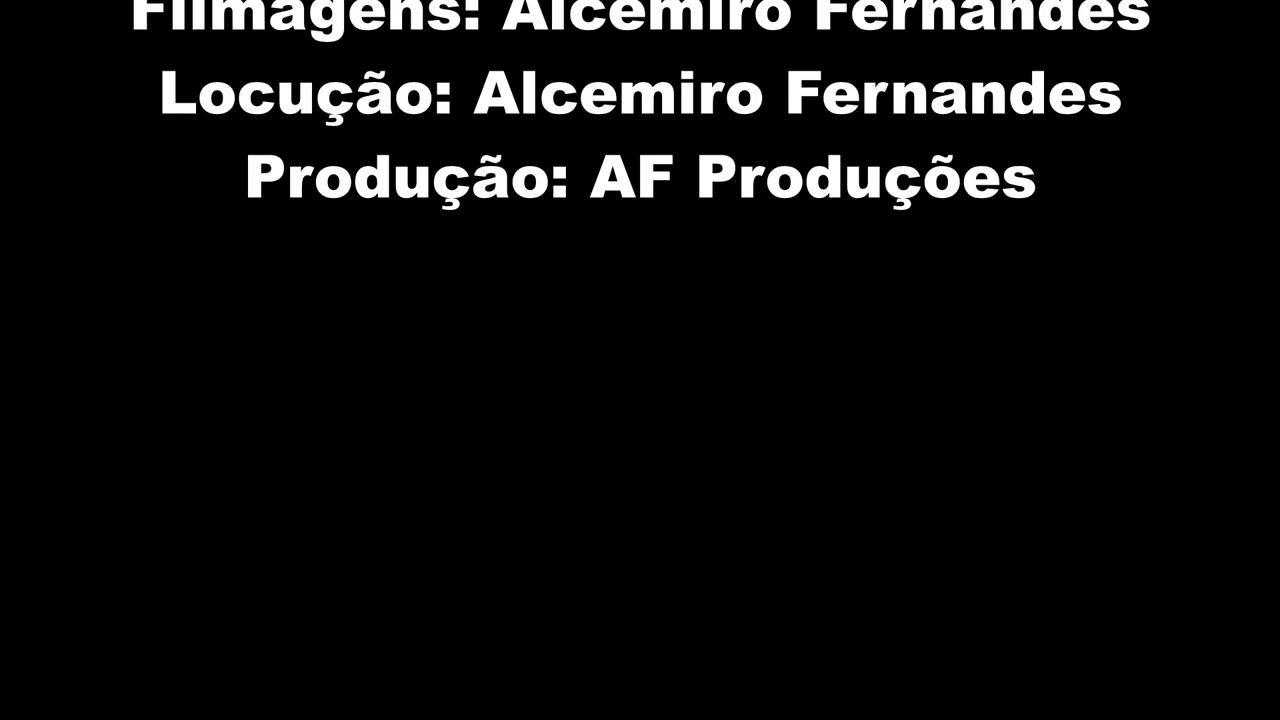 Filmagens: Alcemiro Fernandes
Locução: Alcemiro Fernandes
Produção: AF Produções